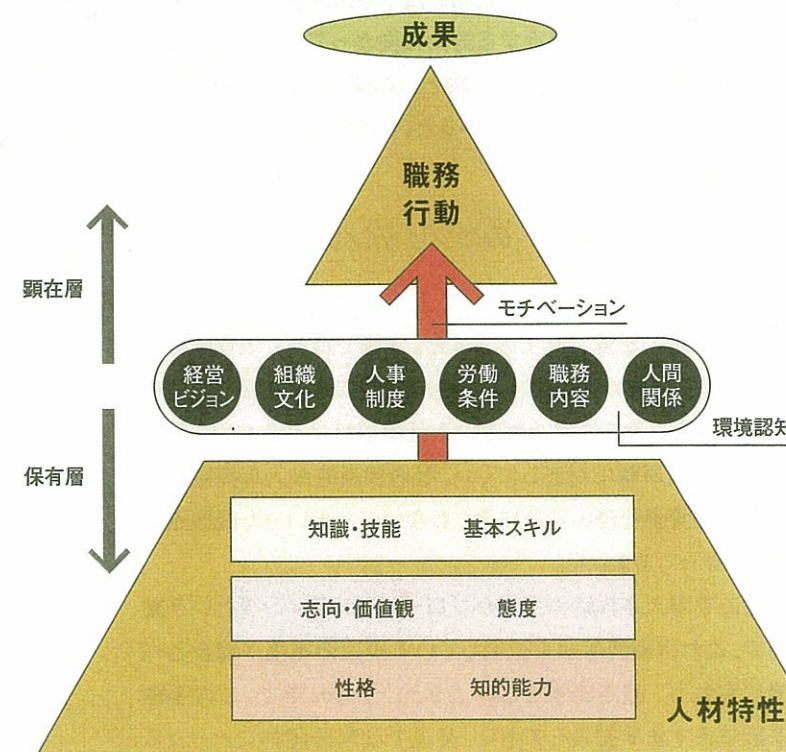 成果
職務
行動
顕在層
モチベーション
経営
ビジョン
組織
文化
人事
制度
労働
条件
職務
内容
人間
関係
環境認知
保有層
知識・技能 基本スキル
志向・価値観 態度
性格 知的能力
人材特性